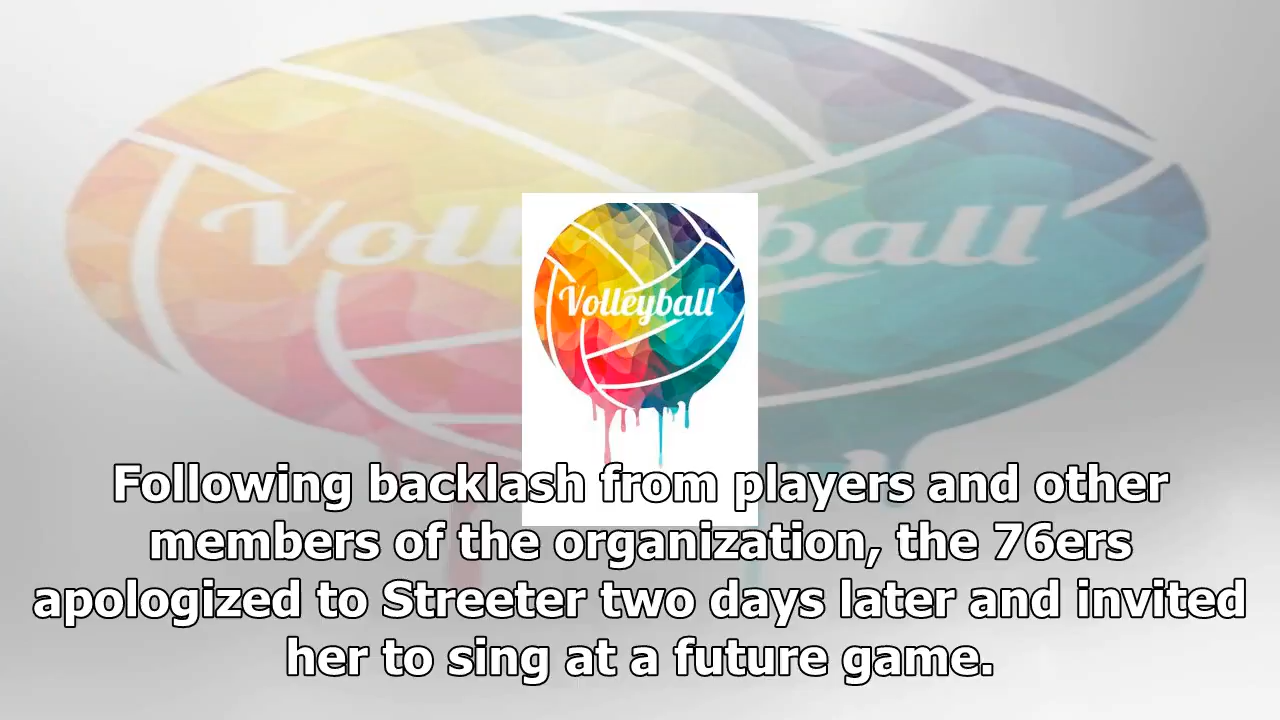 Volleyball
Volleyball
Following backlash from players and other
members of the organization, the 76ers
apologized to Streeter two days later and invited
her to sing at a future game.